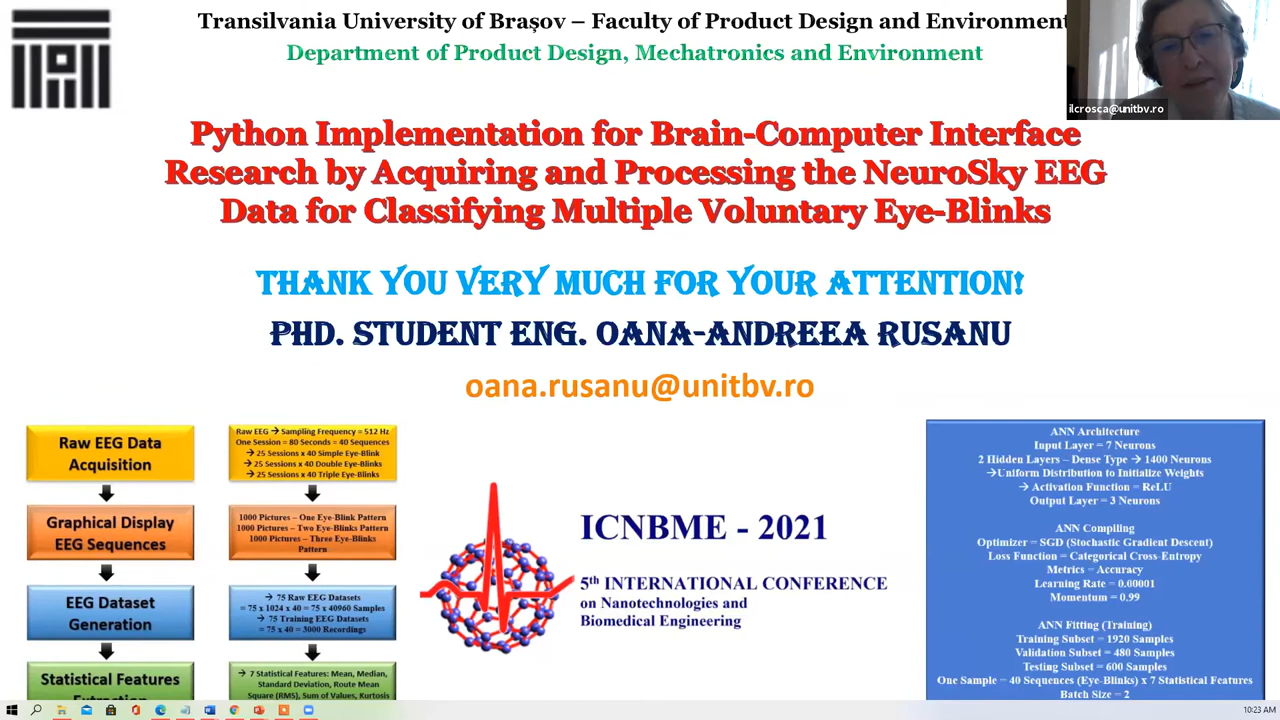 Transilvania University of Brașov – Faculty of Product Design and Environment
Department of Product Design, Mechatronics and Environment
ilcrosca@unitbv.ro
Python Implementation for Brain-Computer Interface
Research by Acquiring and Processing the NeuroSky EEG
Data for Classifying Multiple Voluntary Eye-Blinks
THANK YOU VERY MUCH FOR YOUR ATTENTION!
PHD. STUDENT ENG. OANA-ANDREEA RUSANU
oana.rusanu@unitbv.ro
Raw EEG Data
Acquisition
Graphical Display
EEG Sequences
EEG Dataset
Generation
Statistical Features
Extraction
Raw EEG → Sampling Frequency = 512 Hz
One Session = 80 Seconds = 40 Sequences
→ 25 Sessions x 40 Simple Eye-Blink
→ 25 Sessions x 40 Double Eye-Blinks
→ 25 Sessions x 40 Triple Eye-Blinks
1000 Pictures – One Eye-Blink Pattern
1000 Pictures – Two Eye-Blinks Pattern
1000 Pictures – Three Eye-Blinks
Pattern
→ 75 Raw EEG Datasets
= 75 x 1024 x 40 = 75 x 40960 Samples
→ 75 Training EEG Datasets
= 75 x 40 = 3000 Recordings
→ 7 Statistical Features: Mean, Median,
Standard Deviation, Route Mean
Square (RMS), Sum of Values, Kurtosis
ICNBME - 2021
5th INTERNATIONAL CONFERENCE
on Nanotechnologies and
Biomedical Engineering
ANN Architecture
Input Layer = 7 Neurons
2 Hidden Layers – Dense Type → 1400 Neurons
→Uniform Distribution to Initialize Weights
→ Activation Function = ReLU
Output Layer = 3 Neurons
ANN Compiling
Optimizer = SGD (Stochastic Gradient Descent)
Loss Function = Categorical Cross-Entropy
Metrics = Accuracy
Learning Rate = 0.00001
Momentum = 0.99
ANN Fitting (Training)
Training Subset = 1920 Samples
Validation Subset = 480 Samples
Testing Subset = 600 Samples
One Sample = 40 Sequences (Eye-Blinks) x 7 Statistical Features
Batch Size = 2
10:23 AM